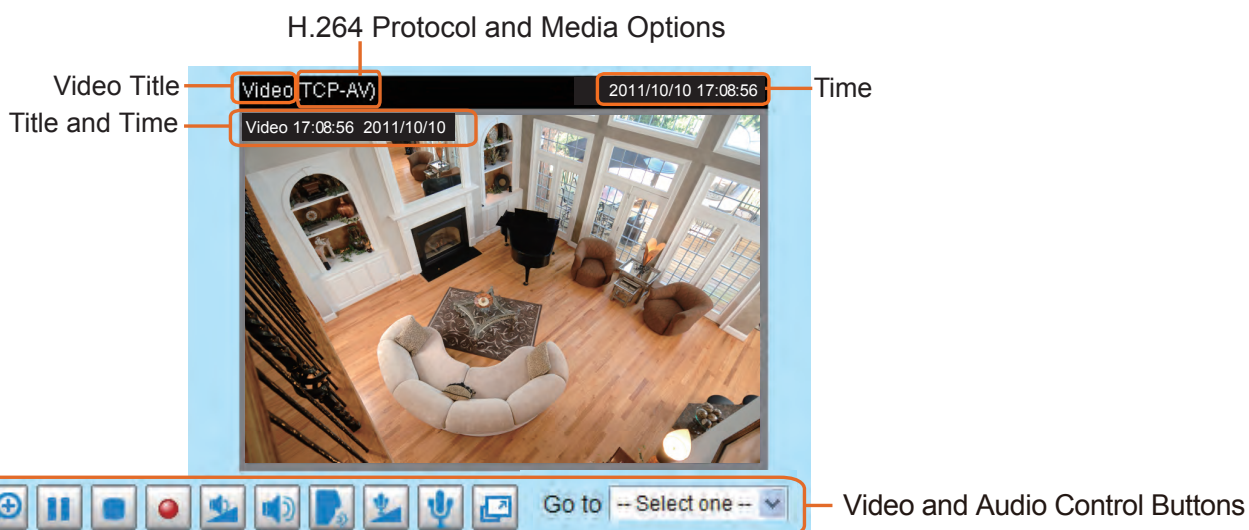 H.264 Protocol and Media Options
Video Title
Video (TCP-AV)
2011/10/10 17:08:56
Time
Title and Time
Video 17:08:56 2011/10/10
Go to
-- Select one --
Video and Audio Control Buttons